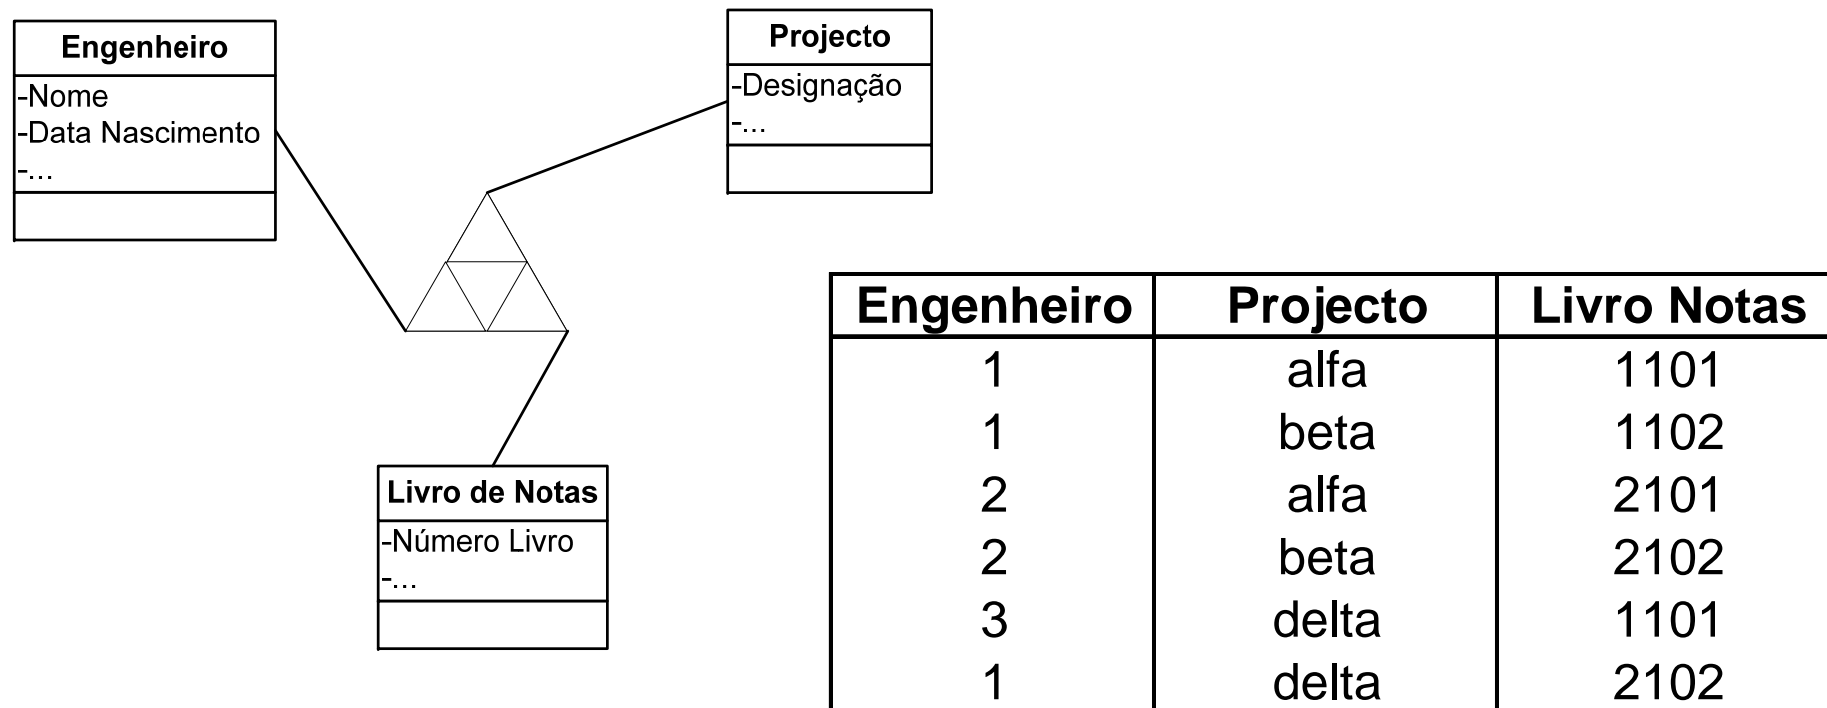 Engenheiro
-Nome
-Data Nascimento
-...
Projecto
-Designação
-...
Livro de Notas
-Número Livro
-...
Engenheiro Projecto Livro Notas
1 alfa 1101
1 beta 1102
2 alfa 2101
2 beta 2102
3 delta 1101
1 delta 2102